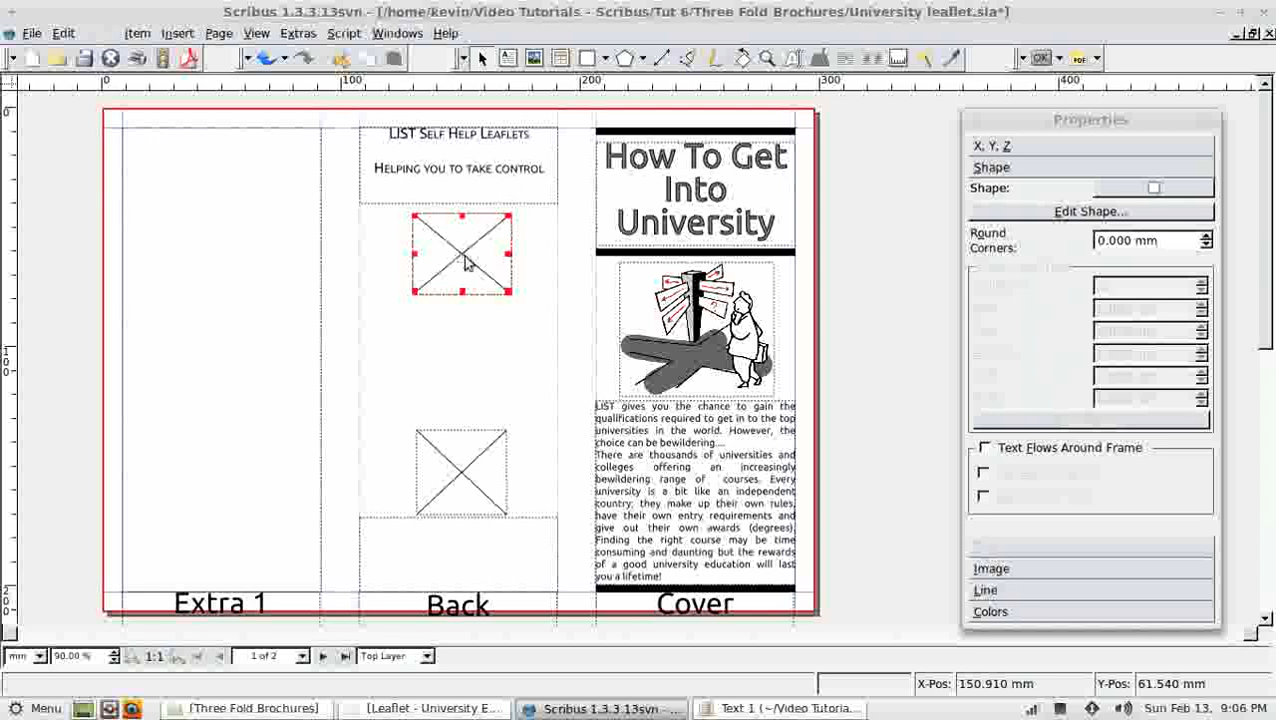 Scribus 1.3.3.13svn - [/home/kevin/Video Tutorials - Scribus/Tut 6/Three Fold Brochures/University leaflet.sla*]
File Edit Item Insert Page View Extras Script Windows Help
0 100 200 300 400
Properties
X, Y, Z
Shape
Shape:
Edit Shape...
Round Corners:
0.000 mm
Text Flows Around Frame
Image
Line
Colors
LIST Self Help Leaflets
Helping you to take control
How To Get
Into
University
LIST gives you the chance to gain the
qualifications required to get in to the top
universities in the world. However, the
choice can be bewildering...
There are thousands of universities and
colleges offering an increasingly
bewildering range of courses. Every
university is a bit like an independent
country; they make up their own rules,
have their own entry requirements and
give out their own awards (degrees).
Finding the right course may be time
consuming and daunting but the rewards
of a good university education will last
you a lifetime!
Extra 1 Back Cover
mm 90.00 % 1:1 1 of 2 Top Layer
X-Pos: 150.910 mm Y-Pos: 61.540 mm
Menu [Three Fold Brochures] [Leaflet - University E... Scribus 1.3.3.13svn - [... Text 1 (~/Video Tutoria... Sun Feb 13, 9:06 PM